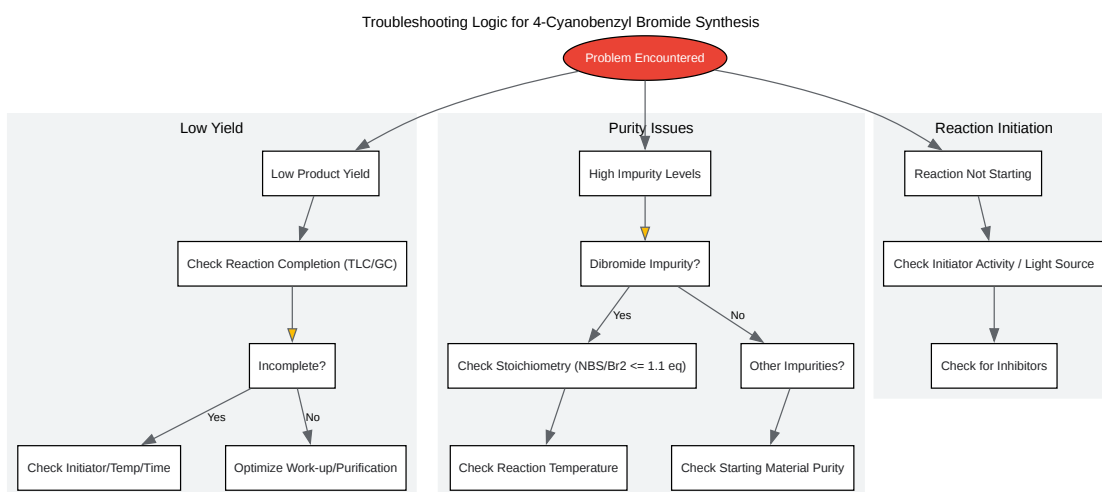 Troubleshooting Logic for 4-Cyanobenzyl Bromide Synthesis
Problem Encountered
Low Yield
Purity Issues
Reaction Initiation
Low Product Yield
High Impurity Levels
Reaction Not Starting
Check Reaction Completion (TLC/GC)
Dibromide Impurity?
Check Initiator Activity / Light Source
Yes
No
Incomplete?
Check Stoichiometry (NBS/Br2 <= 1.1 eq)
Other Impurities?
Check for Inhibitors
Yes
No
Check Initiator/Temp/Time
Optimize Work-up/Purification
Check Reaction Temperature
Check Starting Material Purity